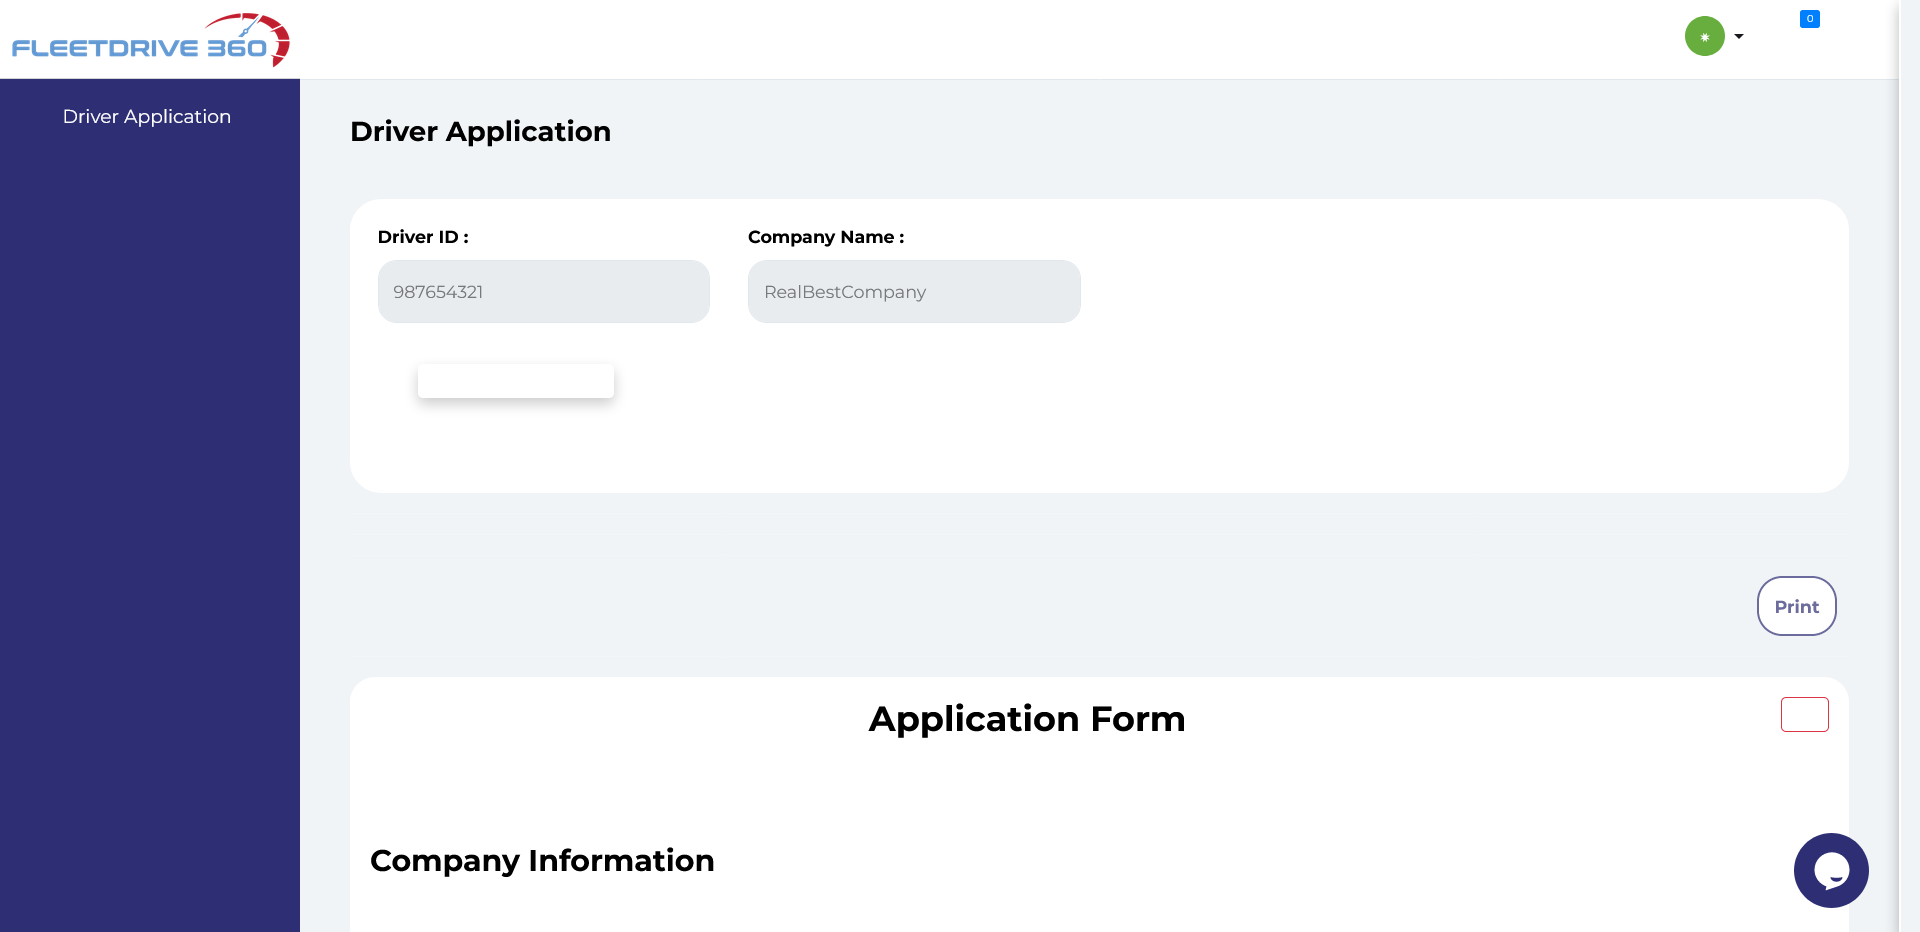 FLEETDRIVE 360
0
Driver Application
Driver Application
Driver ID :
Company Name :
987654321
RealBestCompany
Print
Application Form
Company Information